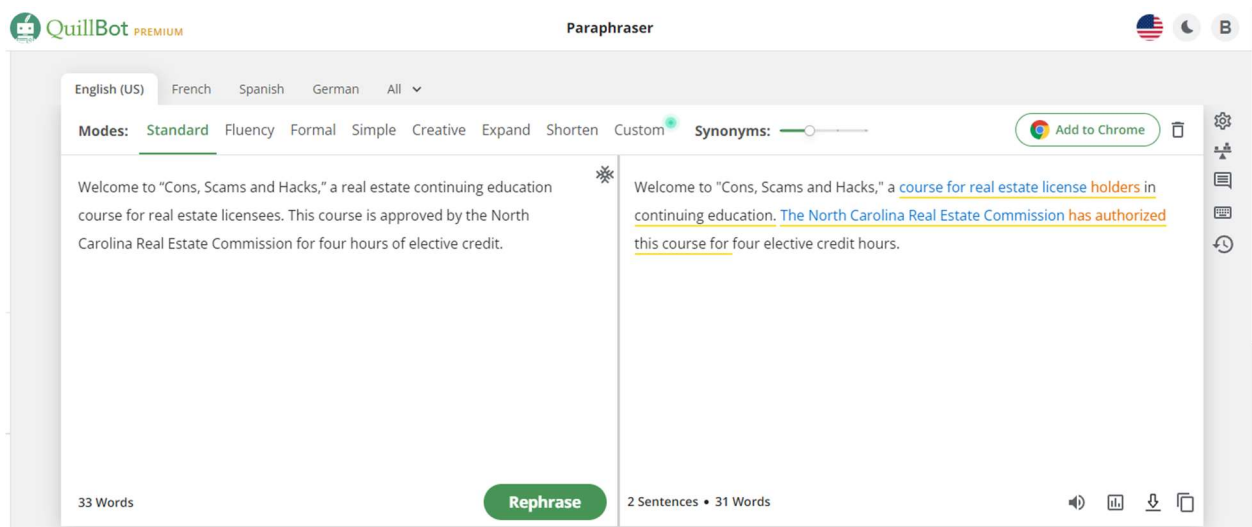 QuillBot PREMIUM
Paraphraser
B
English (US) French Spanish German All
Modes: Standard Fluency Formal Simple Creative Expand Shorten Custom Synonyms:
Add to Chrome
Welcome to “Cons, Scams and Hacks,” a real estate continuing education
course for real estate licensees. This course is approved by the North
Carolina Real Estate Commission for four hours of elective credit.
Welcome to "Cons, Scams and Hacks," a course for real estate license holders in
continuing education. The North Carolina Real Estate Commission has authorized
this course for four elective credit hours.
33 Words
Rephrase
2 Sentences • 31 Words